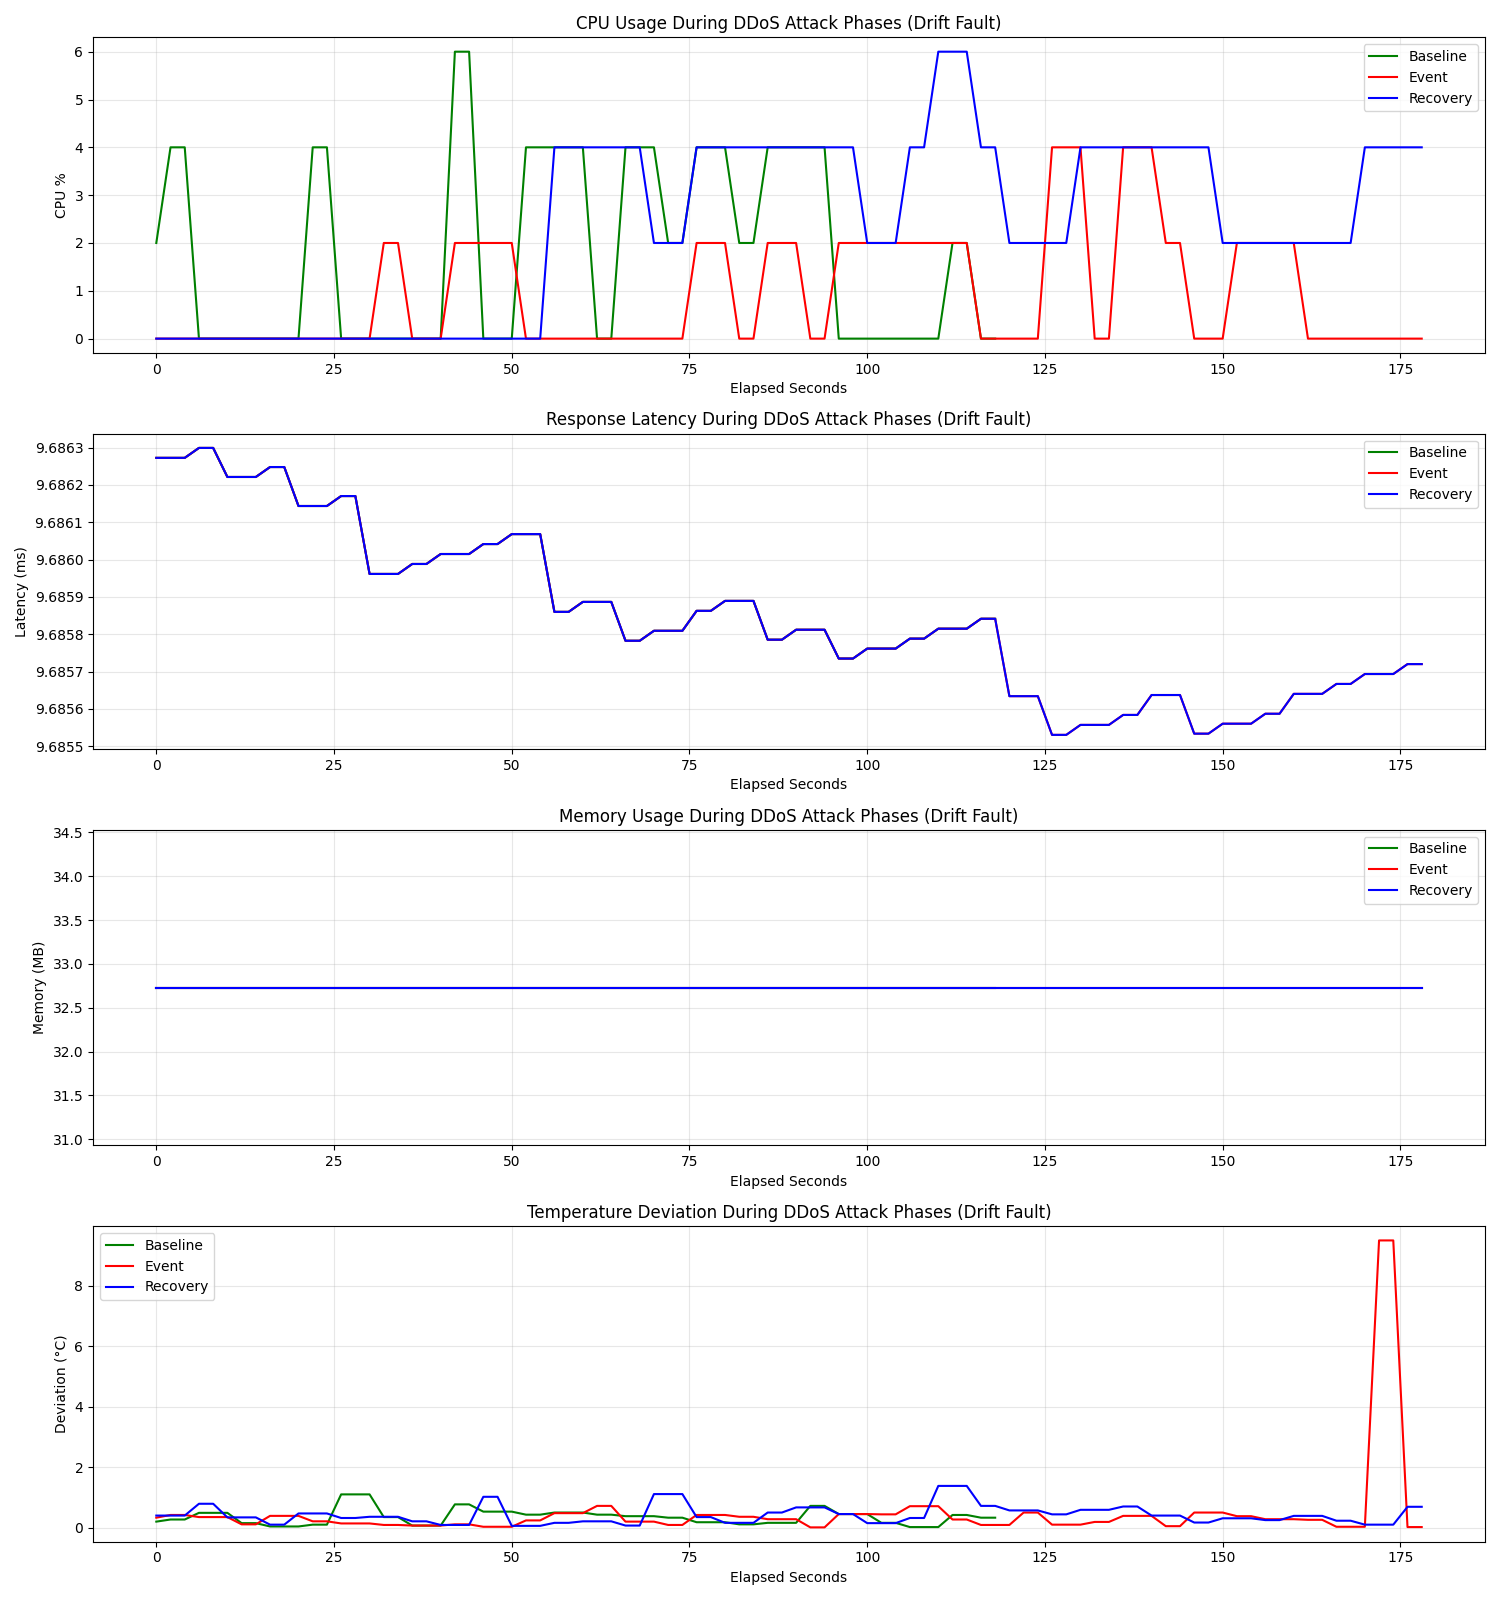 CPU Usage During DDoS Attack Phases (Drift Fault)
6
5
4
3
2
1
0
CPU %
Baseline
Event
Recovery
0 25 50 75 100 125 150 175
Elapsed Seconds
Response Latency During DDoS Attack Phases (Drift Fault)
9.6863
9.6862
9.6861
9.6860
9.6859
9.6858
9.6857
9.6856
9.6855
Latency (ms)
Baseline
Event
Recovery
0 25 50 75 100 125 150 175
Elapsed Seconds
Memory Usage During DDoS Attack Phases (Drift Fault)
34.5
34.0
33.5
33.0
32.5
32.0
31.5
31.0
Memory (MB)
Baseline
Event
Recovery
0 25 50 75 100 125 150 175
Elapsed Seconds
Temperature Deviation During DDoS Attack Phases (Drift Fault)
Baseline
Event
Recovery
8
6
4
2
0
Deviation (°C)
0 25 50 75 100 125 150 175
Elapsed Seconds